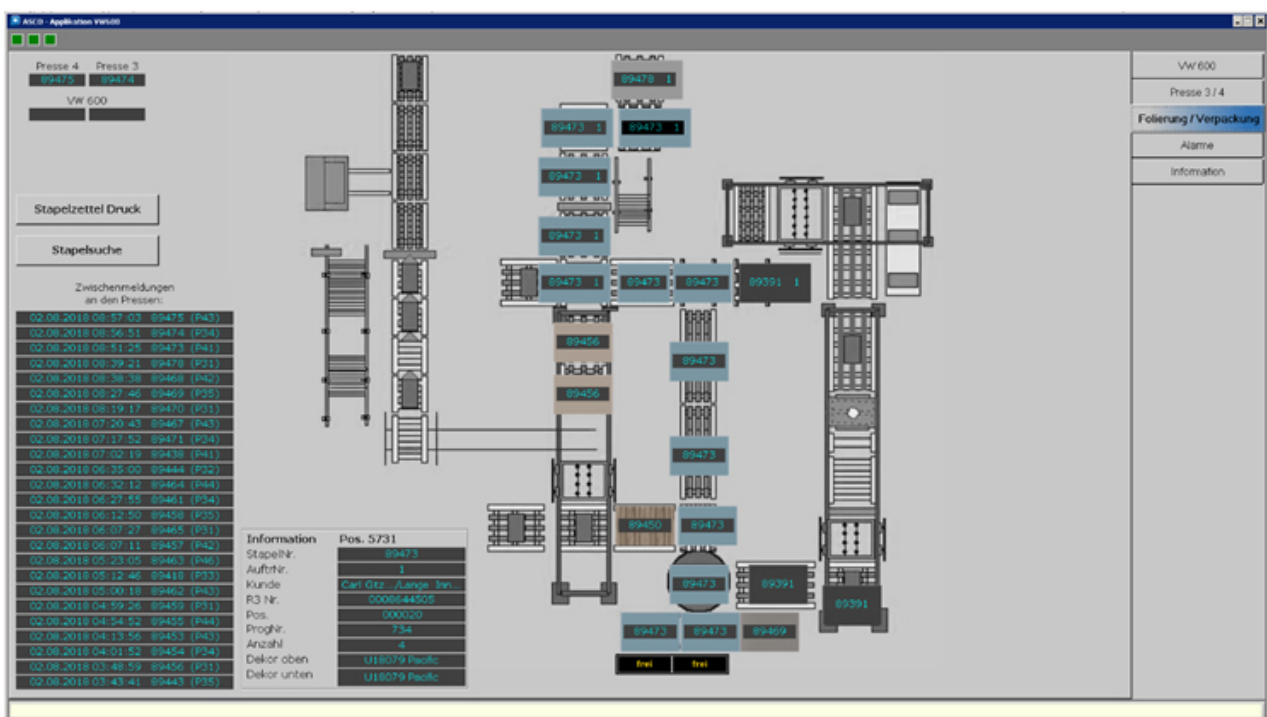 ASCO - Applikation VW600
Presse 4 Presse 3
89475 89474
VW 600
Stapelzettel Druck
Stapelsuche
Zwischenmeldungen
an den Pressen:
02.08.2018 08:57:03 89475 (P43)
02.08.2018 08:56:51 89474 (P34)
02.08.2018 08:51:25 89473 (P41)
02.08.2018 08:39:21 89478 (P31)
02.08.2018 08:38:38 89468 (P42)
02.08.2018 08:27:46 89469 (P35)
02.08.2018 08:19:17 89470 (P31)
02.08.2018 07:20:43 89467 (P43)
02.08.2018 07:17:52 89471 (P34)
02.08.2018 07:02:19 89438 (P41)
02.08.2018 06:35:00 89444 (P32)
02.08.2018 06:32:12 89464 (P44)
02.08.2018 06:27:55 89461 (P34)
02.08.2018 06:12:50 89458 (P35)
02.08.2018 06:07:27 89465 (P31)
02.08.2018 06:07:11 89457 (P42)
02.08.2018 05:23:05 89463 (P46)
02.08.2018 05:12:46 89418 (P33)
02.08.2018 05:00:18 89462 (P43)
02.08.2018 04:59:26 89459 (P31)
02.08.2018 04:54:52 89455 (P44)
02.08.2018 04:13:56 89453 (P43)
02.08.2018 04:01:52 89454 (P34)
02.08.2018 03:48:59 89456 (P31)
02.08.2018 03:43:41 89443 (P35)
Information Pos. 5731
StapelNr. 89473
AuftrNr. 1
Kunde Carl Gtz.../Lange Inn...
R3 Nr. 0008644505
Pos. 000020
ProgNr. 734
Anzahl 4
Dekor oben U18079 Pacific
Dekor unten U18079 Pacific
89478 1
89473 1 89473 1
89473 1
89473 1
89473 1 89473 89473 89391 1
89456
89473
89456
89473
89450 89473
89473 89391
89391
89473 89473 89469
frei frei
VW 600
Presse 3 / 4
Folierung / Verpackung
Alarme
Information